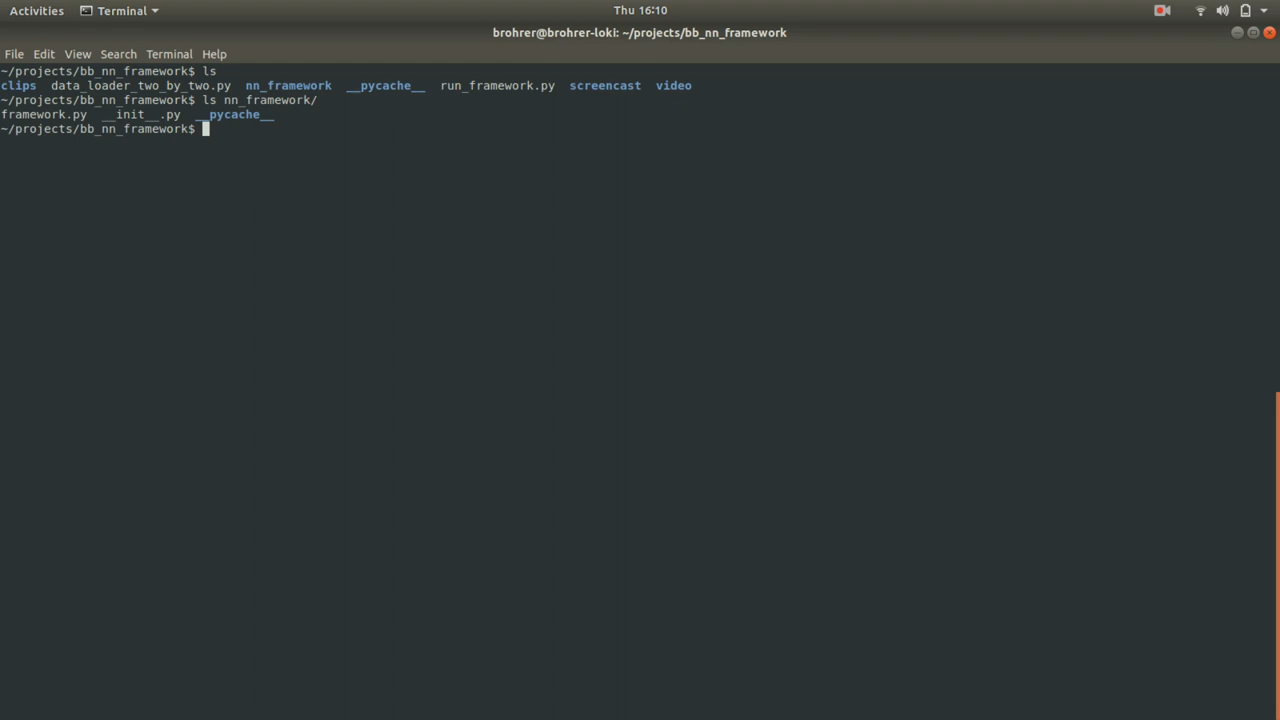 Activities Terminal Thu 16:10
brohrer@brohrer-loki: ~/projects/bb_nn_framework
File Edit View Search Terminal Help
~/projects/bb_nn_framework$ ls
clips data_loader_two_by_two.py nn_framework __pycache__ run_framework.py screencast video
~/projects/bb_nn_framework$ ls nn_framework/
framework.py __init__.py __pycache__
~/projects/bb_nn_framework$